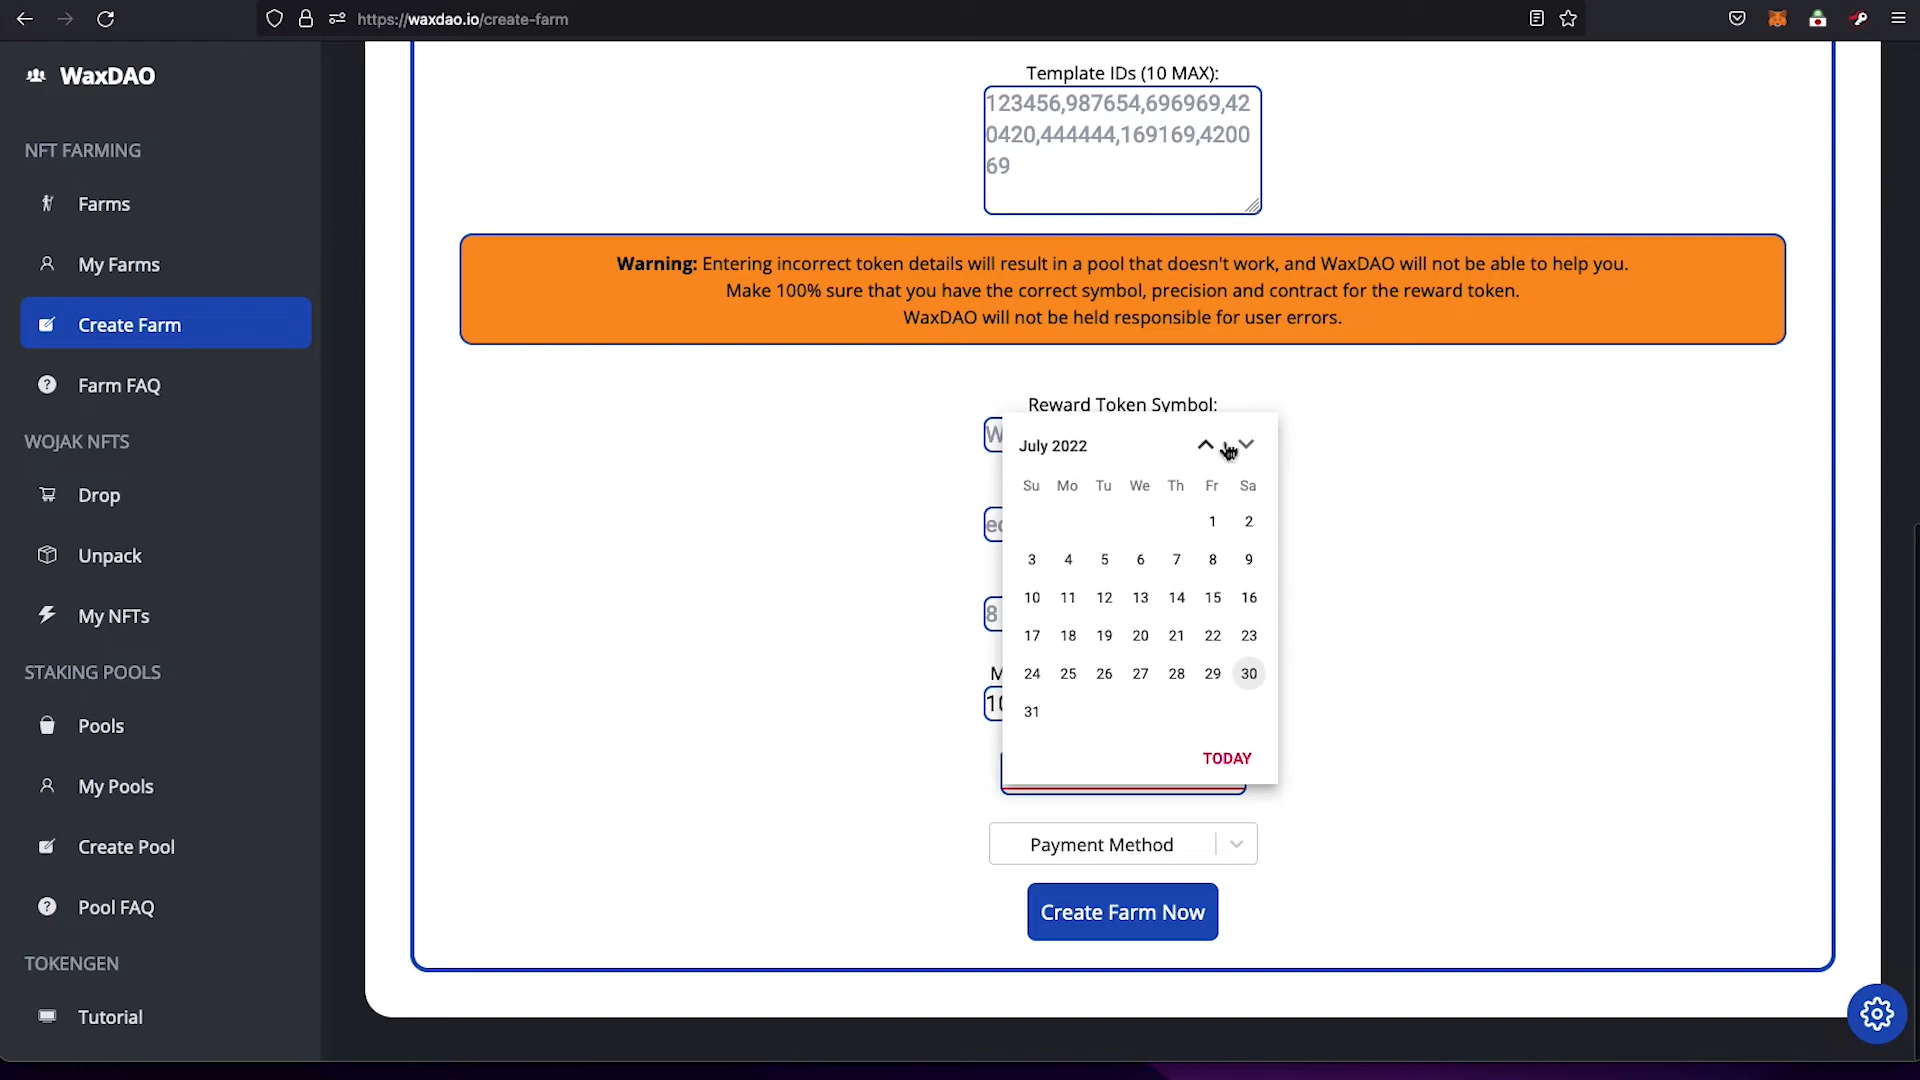 https://waxdao.io/create-farm
WaxDAO
NFT FARMING
Farms
My Farms
Create Farm
Farm FAQ
WOJAK NFTS
Drop
Unpack
My NFTs
STAKING POOLS
Pools
My Pools
Create Pool
Pool FAQ
TOKENGEN
Tutorial
Template IDs (10 MAX):
123456,987654,696969,42
0420,444444,169169,4200
69
Warning: Entering incorrect token details will result in a pool that doesn't work, and WaxDAO will not be able to help you.
Make 100% sure that you have the correct symbol, precision and contract for the reward token.
WaxDAO will not be held responsible for user errors.
Reward Token Symbol:
July 2022
Su Mo Tu We Th Fr Sa
1 2
3 4 5 6 7 8 9
10 11 12 13 14 15 16
17 18 19 20 21 22 23
24 25 26 27 28 29 30
31
TODAY
8
M
10
Payment Method
Create Farm Now